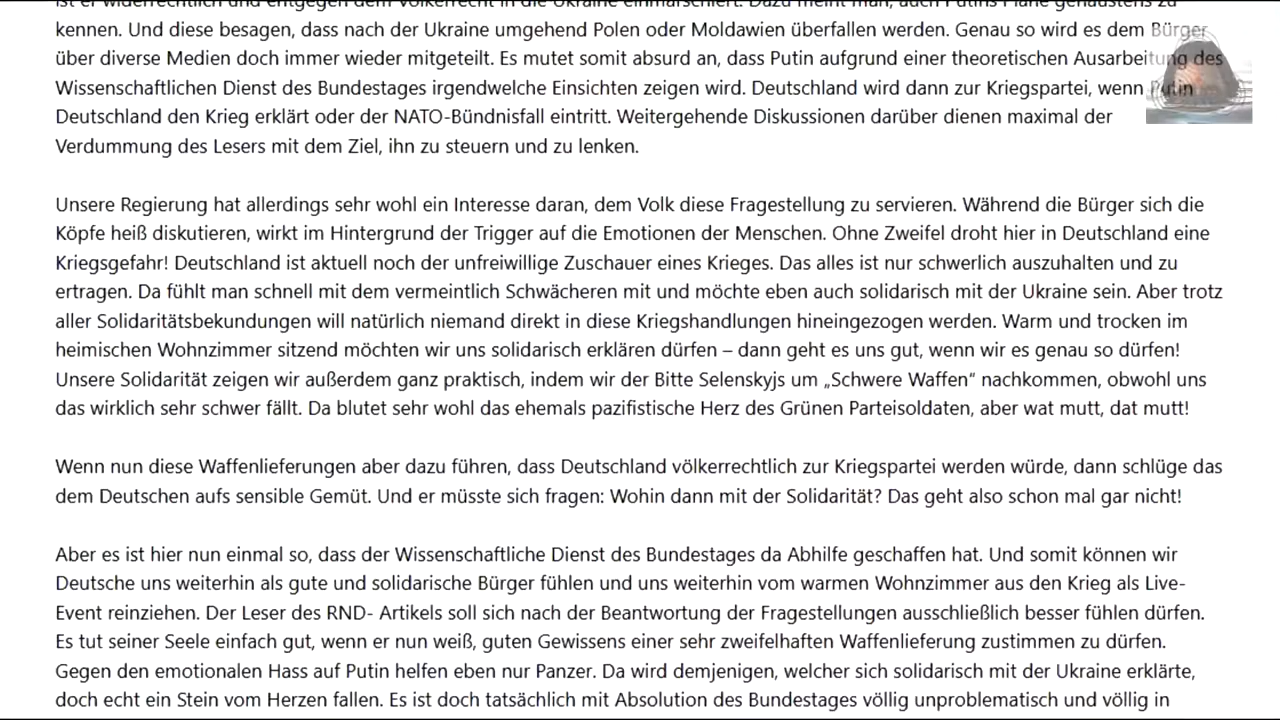 ist er widerrechtlich und entgegen dem Völkerrecht in die Ukraine einmarschiert. Dazu meint man, auch Putins Pläne genaustens zu
kennen. Und diese besagen, dass nach der Ukraine umgehend Polen oder Moldawien überfallen werden. Genau so wird es dem Bürger
über diverse Medien doch immer wieder mitgeteilt. Es mutet somit absurd an, dass Putin aufgrund einer theoretischen Ausarbeitung des
Wissenschaftlichen Dienst des Bundestages irgendwelche Einsichten zeigen wird. Deutschland wird dann zur Kriegspartei, wenn Putin
Deutschland den Krieg erklärt oder der NATO-Bündnisfall eintritt. Weitergehende Diskussionen darüber dienen maximal der
Verdummung des Lesers mit dem Ziel, ihn zu steuern und zu lenken.
Unsere Regierung hat allerdings sehr wohl ein Interesse daran, dem Volk diese Fragestellung zu servieren. Während die Bürger sich die
Köpfe heiß diskutieren, wirkt im Hintergrund der Trigger auf die Emotionen der Menschen. Ohne Zweifel droht hier in Deutschland eine
Kriegsgefahr! Deutschland ist aktuell noch der unfreiwillige Zuschauer eines Krieges. Das alles ist nur schwerlich auszuhalten und zu
ertragen. Da fühlt man schnell mit dem vermeintlich Schwächeren mit und möchte eben auch solidarisch mit der Ukraine sein. Aber trotz
aller Solidaritätsbekundungen will natürlich niemand direkt in diese Kriegshandlungen hineingezogen werden. Warm und trocken im
heimischen Wohnzimmer sitzend möchten wir uns solidarisch erklären dürfen – dann geht es uns gut, wenn wir es genau so dürfen!
Unsere Solidarität zeigen wir außerdem ganz praktisch, indem wir der Bitte Selenskyjs um „Schwere Waffen“ nachkommen, obwohl uns
das wirklich sehr schwer fällt. Da blutet sehr wohl das ehemals pazifistische Herz des Grünen Parteisoldaten, aber wat mutt, dat mutt!
Wenn nun diese Waffenlieferungen aber dazu führen, dass Deutschland völkerrechtlich zur Kriegspartei werden würde, dann schlüge das
dem Deutschen aufs sensible Gemüt. Und er müsste sich fragen: Wohin dann mit der Solidarität? Das geht also schon mal gar nicht!
Aber es ist hier nun einmal so, dass der Wissenschaftliche Dienst des Bundestages da Abhilfe geschaffen hat. Und somit können wir
Deutsche uns weiterhin als gute und solidarische Bürger fühlen und uns weiterhin vom warmen Wohnzimmer aus den Krieg als Live-
Event reinziehen. Der Leser des RND- Artikels soll sich nach der Beantwortung der Fragestellungen ausschließlich besser fühlen dürfen.
Es tut seiner Seele einfach gut, wenn er nun weiß, guten Gewissens einer sehr zweifelhaften Waffenlieferung zustimmen zu dürfen.
Gegen den emotionalen Hass auf Putin helfen eben nur Panzer. Da wird demjenigen, welcher sich solidarisch mit der Ukraine erklärte,
doch echt ein Stein vom Herzen fallen. Es ist doch tatsächlich mit Absolution des Bundestages völlig unproblematisch und völlig in